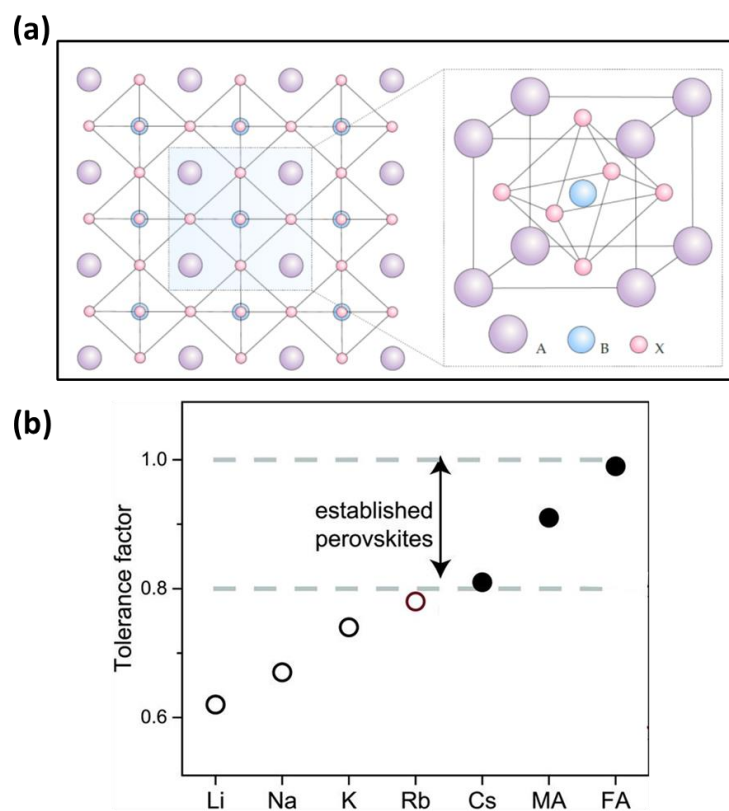 (a)
A B X
(b)
1.0
established
perovskites
0.8
Tolerance factor
0.6
Li Na K Rb Cs MA FA